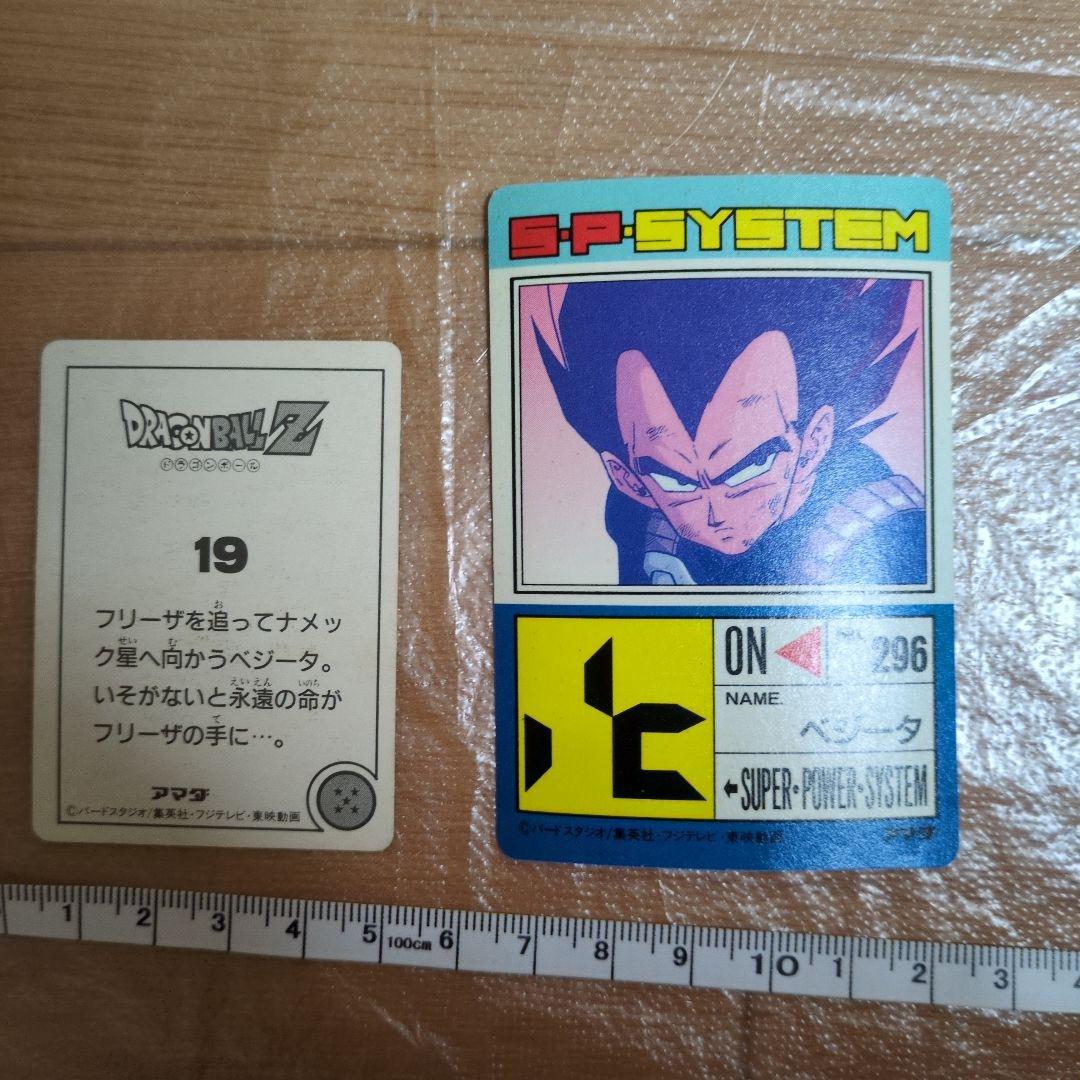 DRAGON BALL Z
ドラゴンボール
19
フリーザを追ってナメッ
ク星へ向かうベジータ。
いそがないと永遠の命が
フリーザの手に…。
アマダ
©バードスタジオ/集英社・フジテレビ・東映動画
S・P・SYSTEM
ON
296
NAME.
ベジータ
←SUPER・POWER・SYSTEM
©バードスタジオ/集英社・フジテレビ・東映動画
アマダ
1 2 3 4 5 100cm 6 7 8 9 10 1 2 3